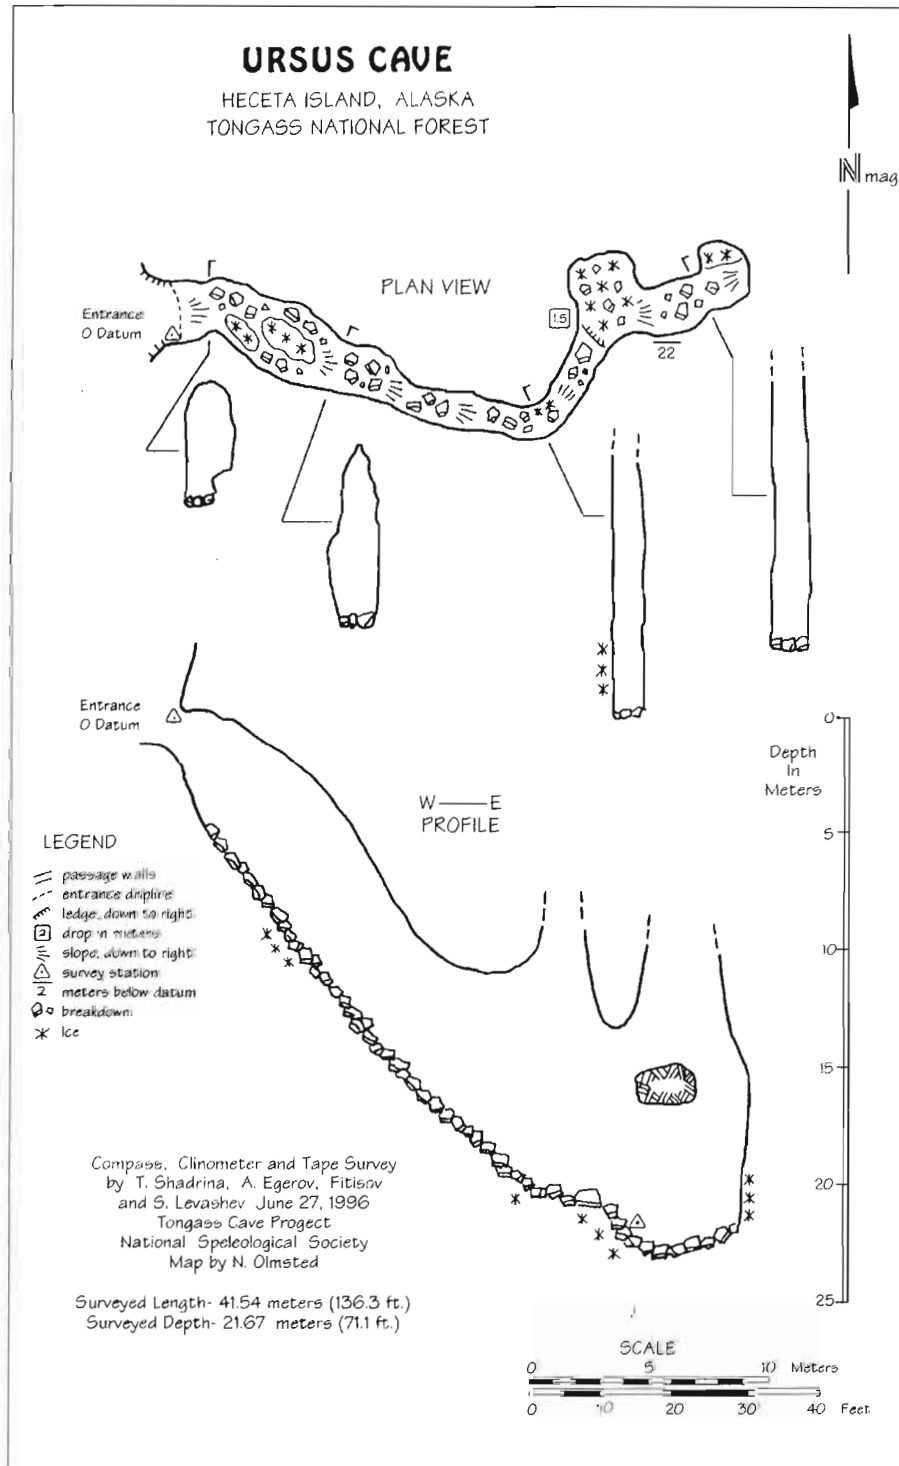 URSUS CAVE
HECETA ISLAND, ALASKA
TONGASS NATIONAL FOREST
N mag
PLAN VIEW
Entrance
0 Datum
1.5
22
Entrance
0 Datum
W E
PROFILE
Depth
In
Meters
0
5
10
15
20
25
LEGEND
passage walls
entrance dripline
ledge, down to right
2 drop in meters
slope, down to right
survey station
2 meters below datum
breakdown
Ice
Compass, Clinometer and Tape Survey
by T. Shadrina, A. Egerov, Fitisov
and S. Levashev June 27, 1996
Tongass Cave Progect
National Speleological Society
Map by N. Olmsted
Surveyed Length- 41.54 meters (136.3 ft.)
Surveyed Depth- 21.67 meters (71.1 ft.)
SCALE
0 5 10 Meters
0 10 20 30 40 Feet